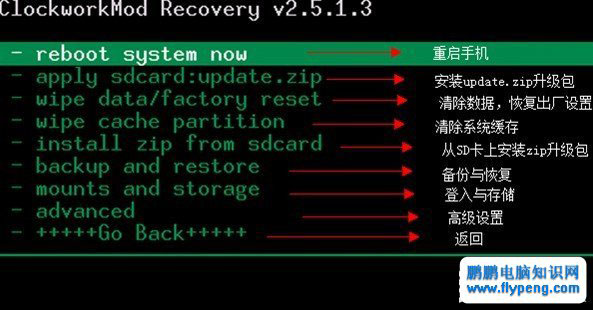 ClockworkMod Recovery v2.5.1.3
- reboot system now 重启手机
- apply sdcard:update.zip 安装update.zip升级包
- wipe data/factory reset 清除数据，恢复出厂设置
- wipe cache partition 清除系统缓存
- install zip from sdcard 从SD卡上安装zip升级包
- backup and restore 备份与恢复
- mounts and storage 登入与存储
- advanced 高级设置
- +++++Go Back+++++ 返回
鹏鹏电脑知识网
www.flypeng.com